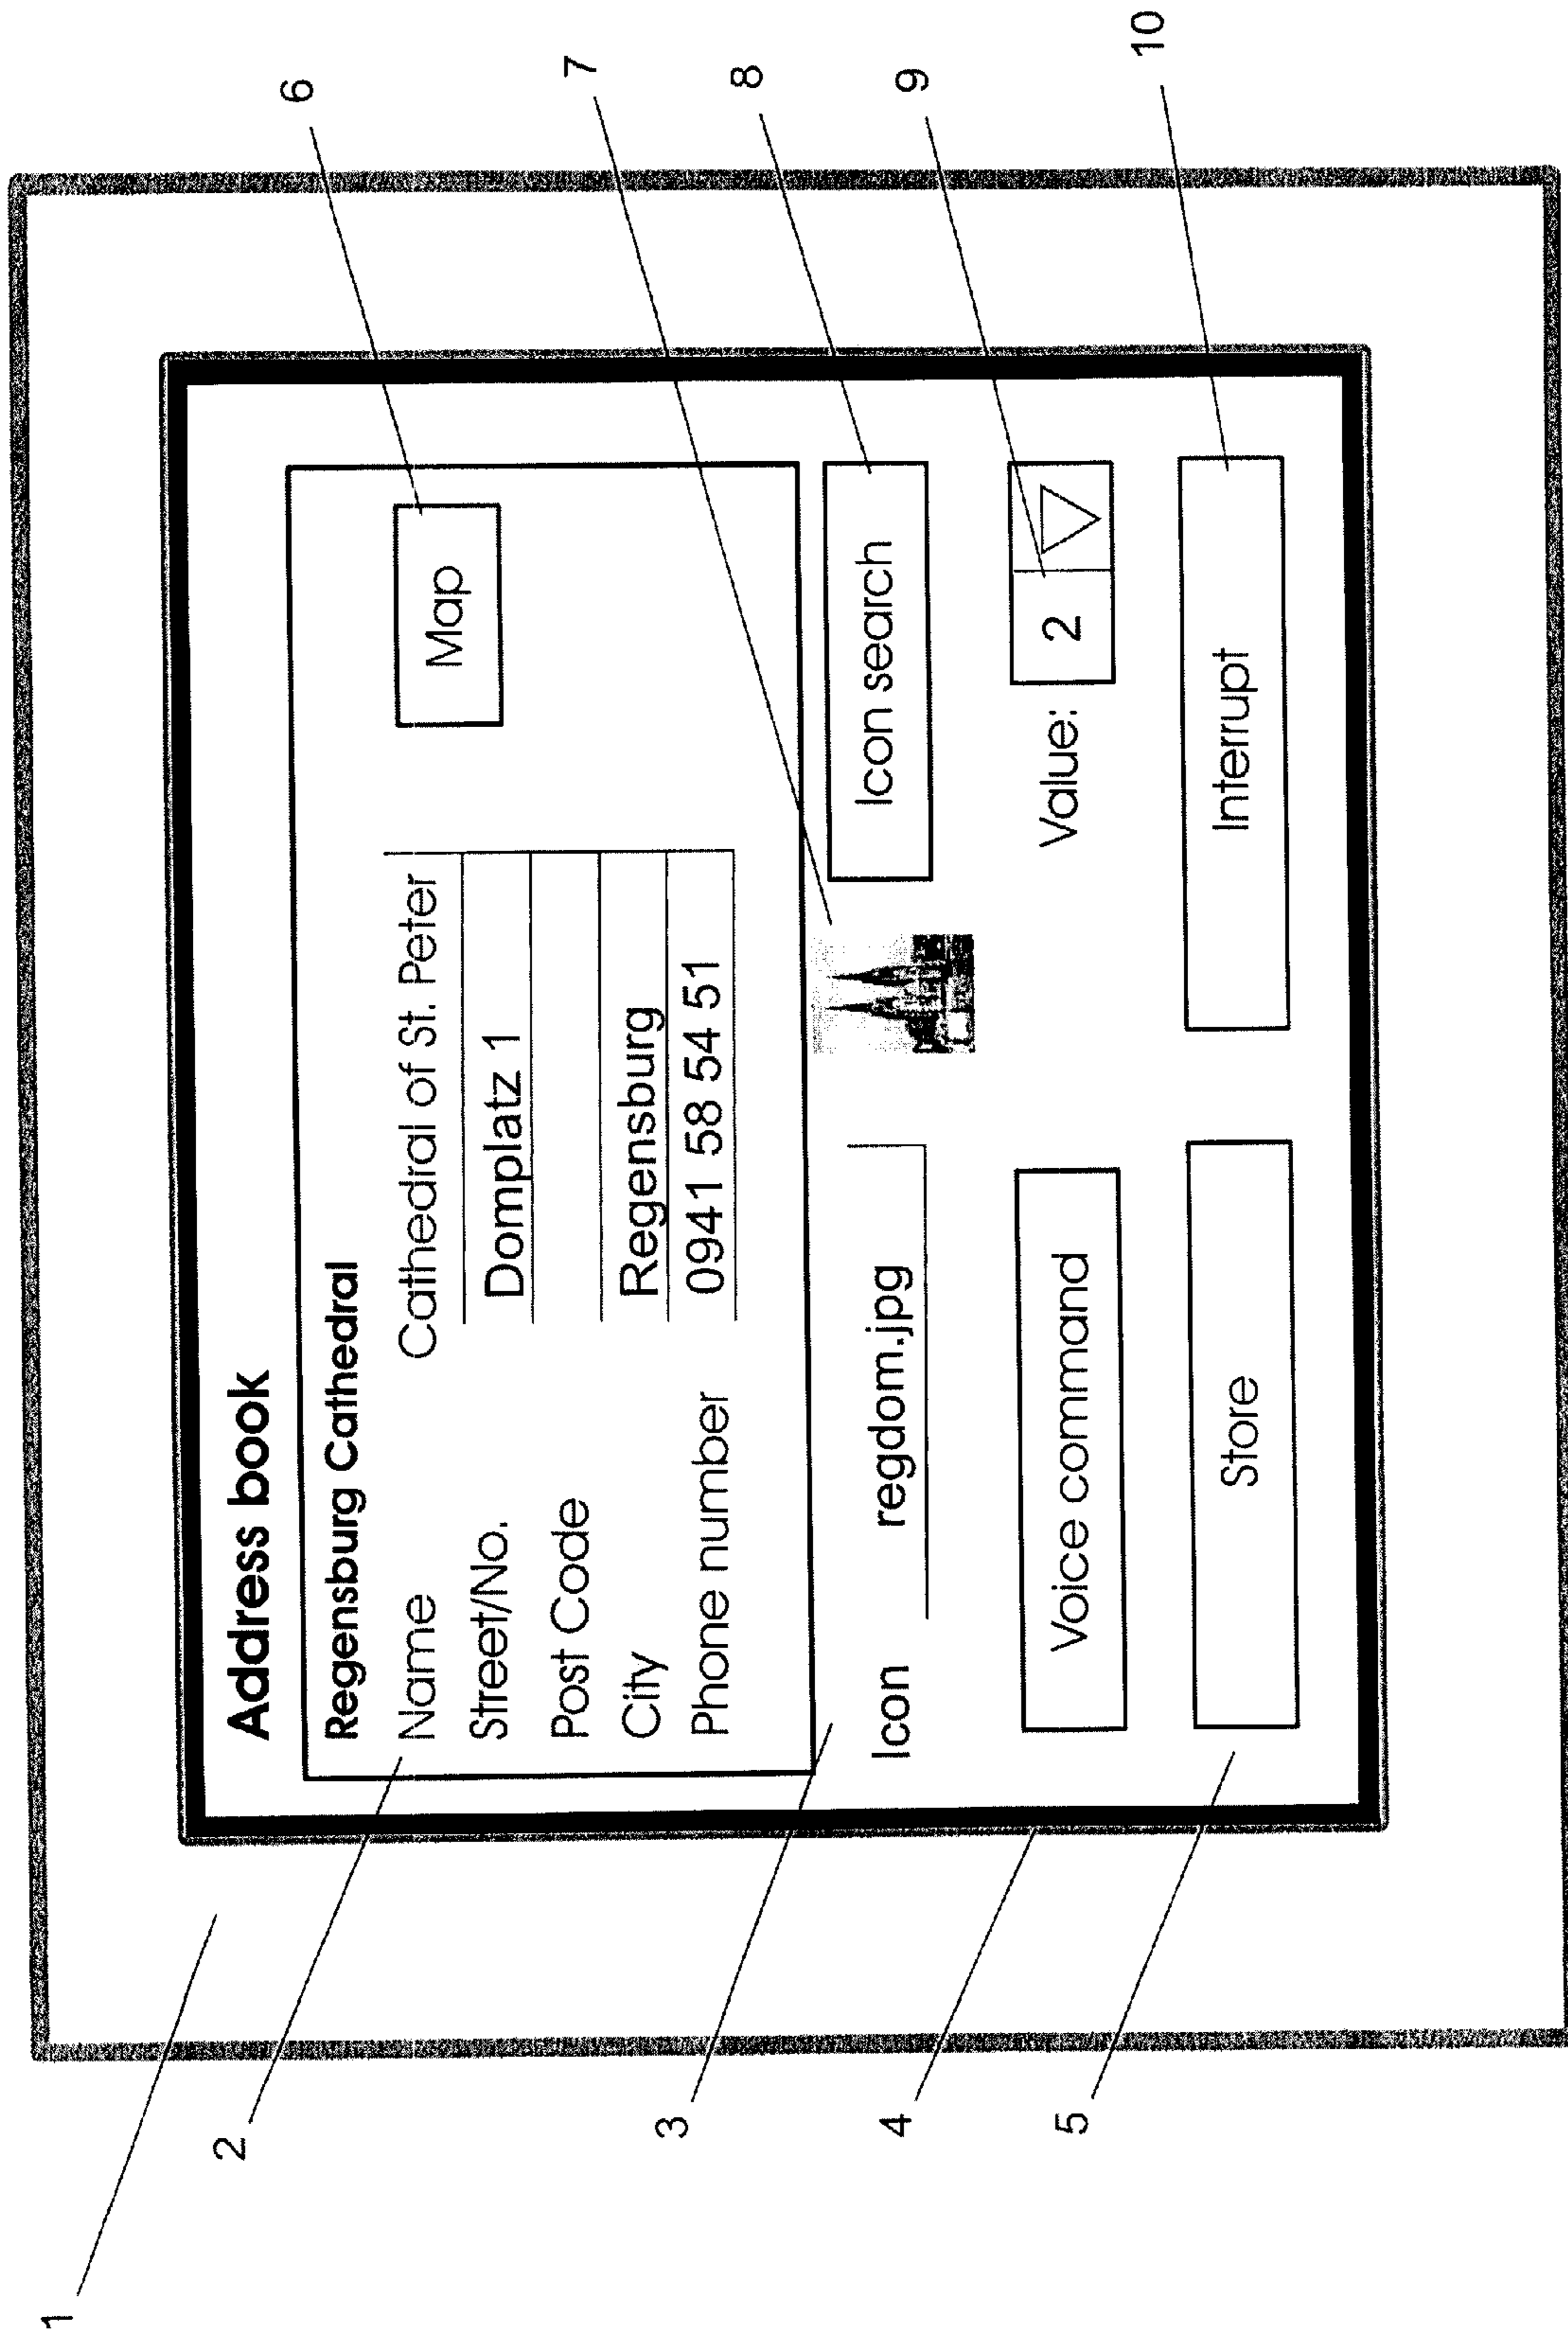 Address book
Regensburg Cathedral
Name Cathedral of St. Peter
Street/No. Domplatz 1
Map
Post Code
City Regensburg
Phone number 0941 58 54 51
Icon regdom.jpg
Icon search
Voice command
Value: 2
Store
Interrupt
1
2
3
4
5
6
7
8
9
10